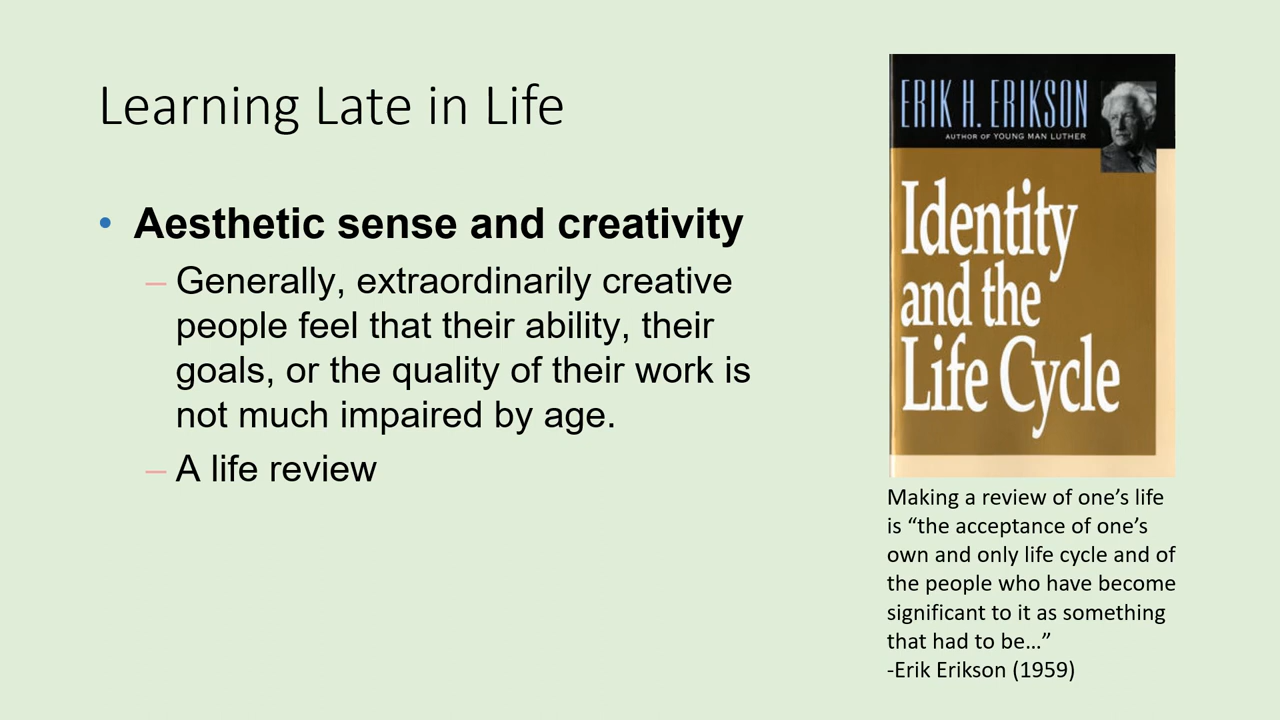 Learning Late in Life
• Aesthetic sense and creativity
– Generally, extraordinarily creative
people feel that their ability, their
goals, or the quality of their work is
not much impaired by age.
– A life review
ERIK H. ERIKSON
AUTHOR OF YOUNG MAN LUTHER
Identity
and the
Life Cycle
Making a review of one’s life
is “the acceptance of one’s
own and only life cycle and of
the people who have become
significant to it as something
that had to be…”
-Erik Erikson (1959)